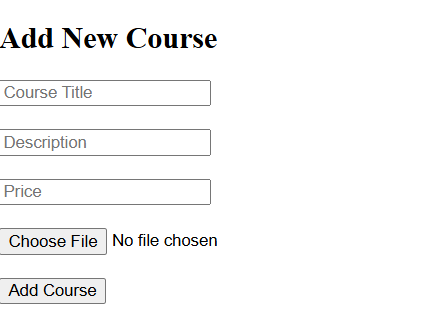 Add New Course
Course Title
Description
Price
Choose File No file chosen
Add Course